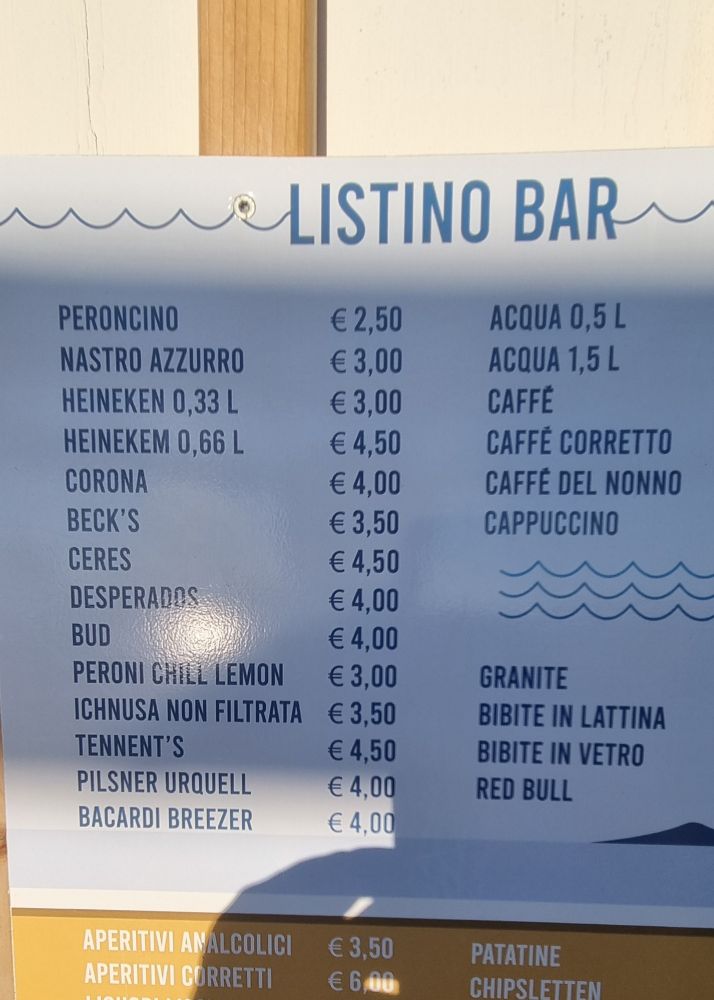 LISTINO BAR
PERONCINO € 2,50
NASTRO AZZURRO € 3,00
HEINEKEN 0,33 L € 3,00
HEINEKEM 0,66 L € 4,50
CORONA € 4,00
BECK'S € 3,50
CERES € 4,50
DESPERADOS € 4,00
BUD € 4,00
PERONI CHILL LEMON € 3,00
ICHNUSA NON FILTRATA € 3,50
TENNENT'S € 4,50
PILSNER URQUELL € 4,00
BACARDI BREEZER € 4,00
ACQUA 0,5 L
ACQUA 1,5 L
CAFFÉ
CAFFÉ CORRETTO
CAFFÉ DEL NONNO
CAPPUCCINO
GRANITE
BIBITE IN LATTINA
BIBITE IN VETRO
RED BULL
APERITIVI ANALCOLICI € 3,50
APERITIVI CORRETTI € 6,00
PATATINE
CHIPSLETTEN